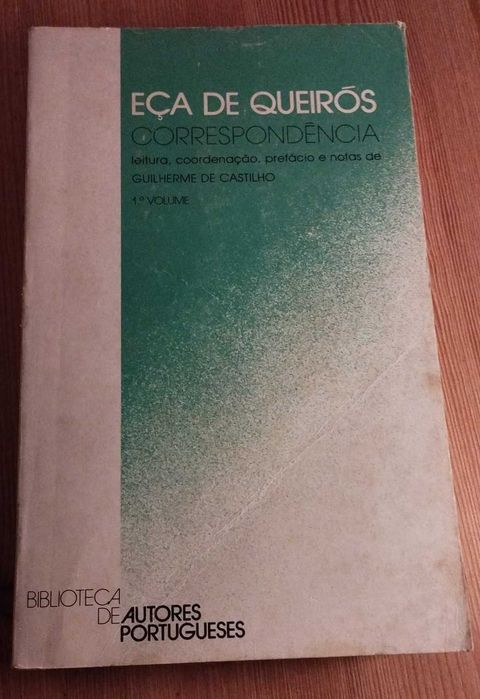 EÇA DE QUEIRÓS
CORRESPONDÊNCIA
leitura, coordenação, prefácio e notas de
GUILHERME DE CASTILHO
1.º VOLUME
BIBLIOTECA
DE AUTORES
PORTUGUESES